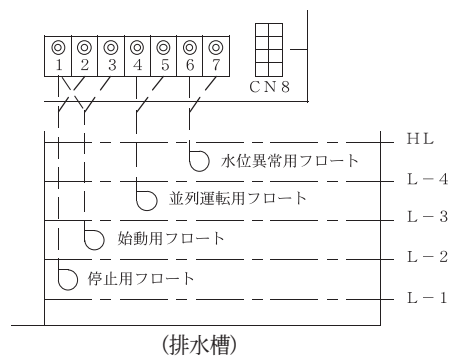 1 2 3 4 5 6 7
CN8
HL
水位異常用フロート
L-4
並列運転用フロート
L-3
始動用フロート
L-2
停止用フロート
L-1
(排水槽)